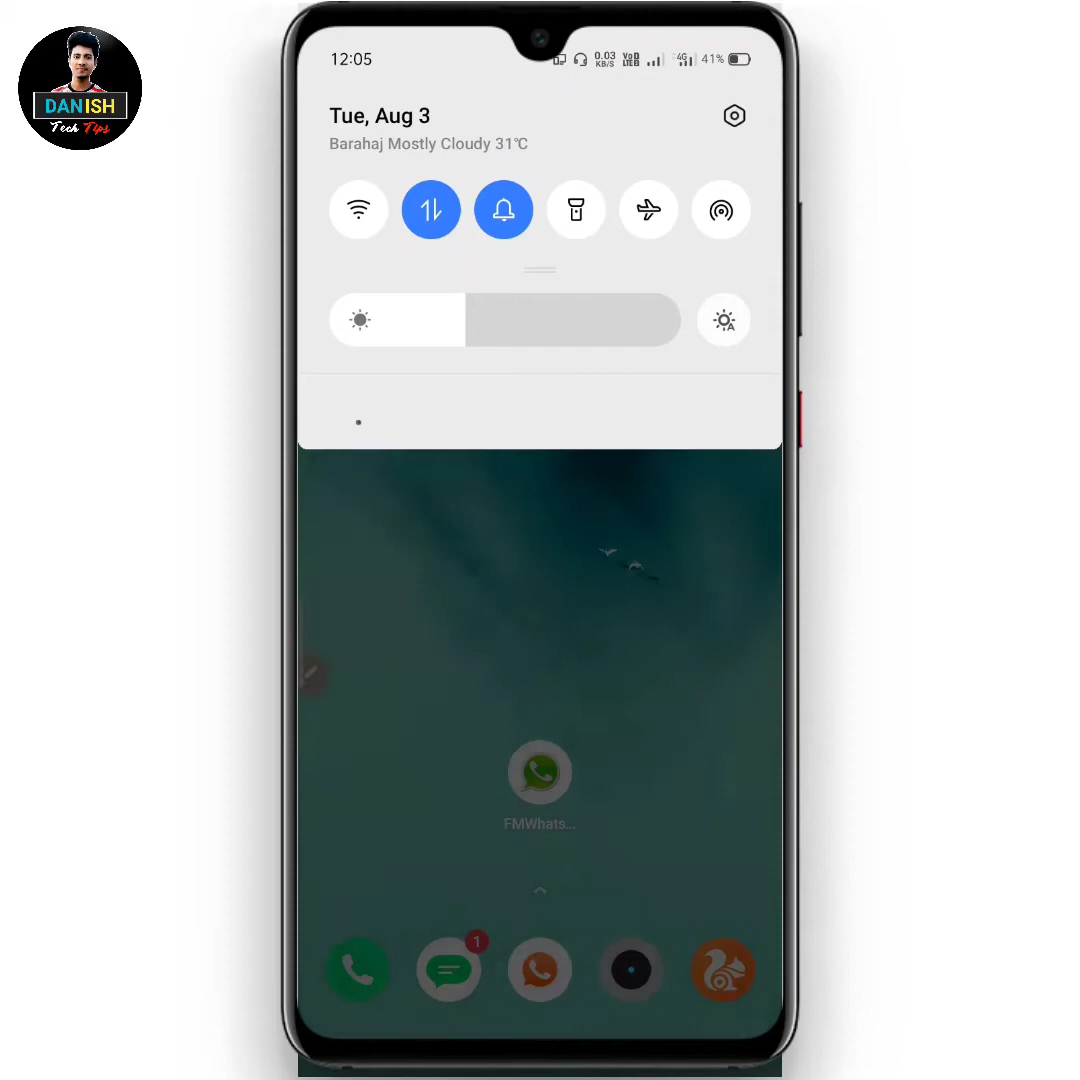 DANISH
Tech Tips
12:05
0.03 KB/S
VoD LTE
4G
41%
Tue, Aug 3
Barahaj Mostly Cloudy 31℃
A
FMWhats...
1